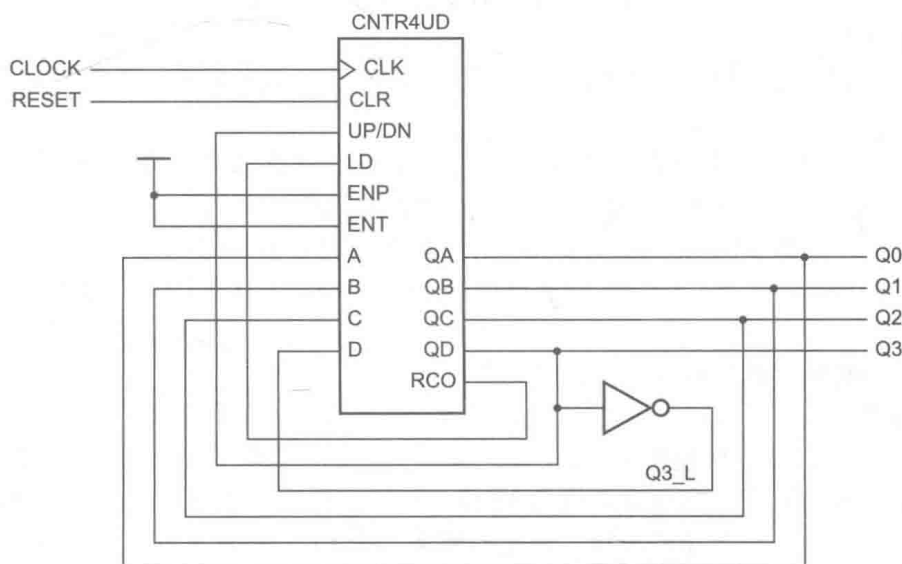 CNTR4UD
CLOCK
CLK
RESET
CLR
UP/DN
LD
ENP
ENT
A
QA
Q0
B
QB
Q1
C
QC
Q2
D
QD
Q3
RCO
Q3_L